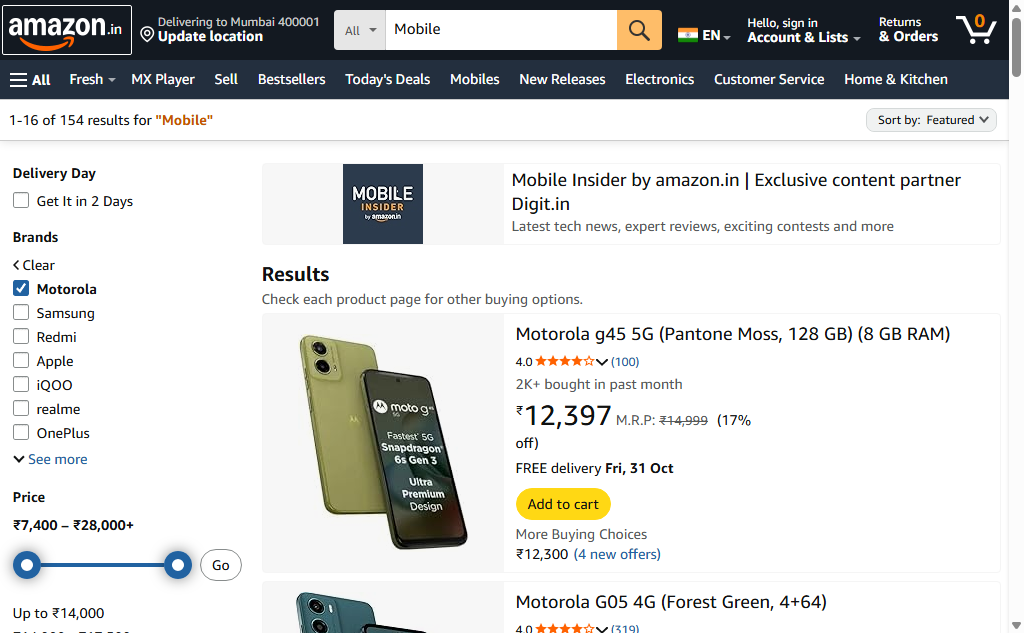 amazon.in
Delivering to Mumbai 400001
Update location
All
Mobile
EN
Hello, sign in
Account & Lists
Returns
& Orders
0
All
Fresh
MX Player
Sell
Bestsellers
Today's Deals
Mobiles
New Releases
Electronics
Customer Service
Home & Kitchen
1-16 of 154 results for "Mobile"
Sort by: Featured
Delivery Day
Get It in 2 Days
Brands
Clear
Motorola
Samsung
Redmi
Apple
iQOO
realme
OnePlus
See more
Price
₹7,400 – ₹28,000+
Go
Up to ₹14,000
MOBILE
INSIDER
by amazon.in
Mobile Insider by amazon.in | Exclusive content partner
Digit.in
Latest tech news, expert reviews, exciting contests and more
Results
Check each product page for other buying options.
moto g45
5G
Fastest 5G
Snapdragon
6s Gen 3
Ultra
Premium
Design
Motorola g45 5G (Pantone Moss, 128 GB) (8 GB RAM)
4.0 (100)
2K+ bought in past month
₹12,397 M.R.P: ₹14,999 (17%
off)
FREE delivery Fri, 31 Oct
Add to cart
More Buying Choices
₹12,300 (4 new offers)
Motorola G05 4G (Forest Green, 4+64)
4.0 (319)